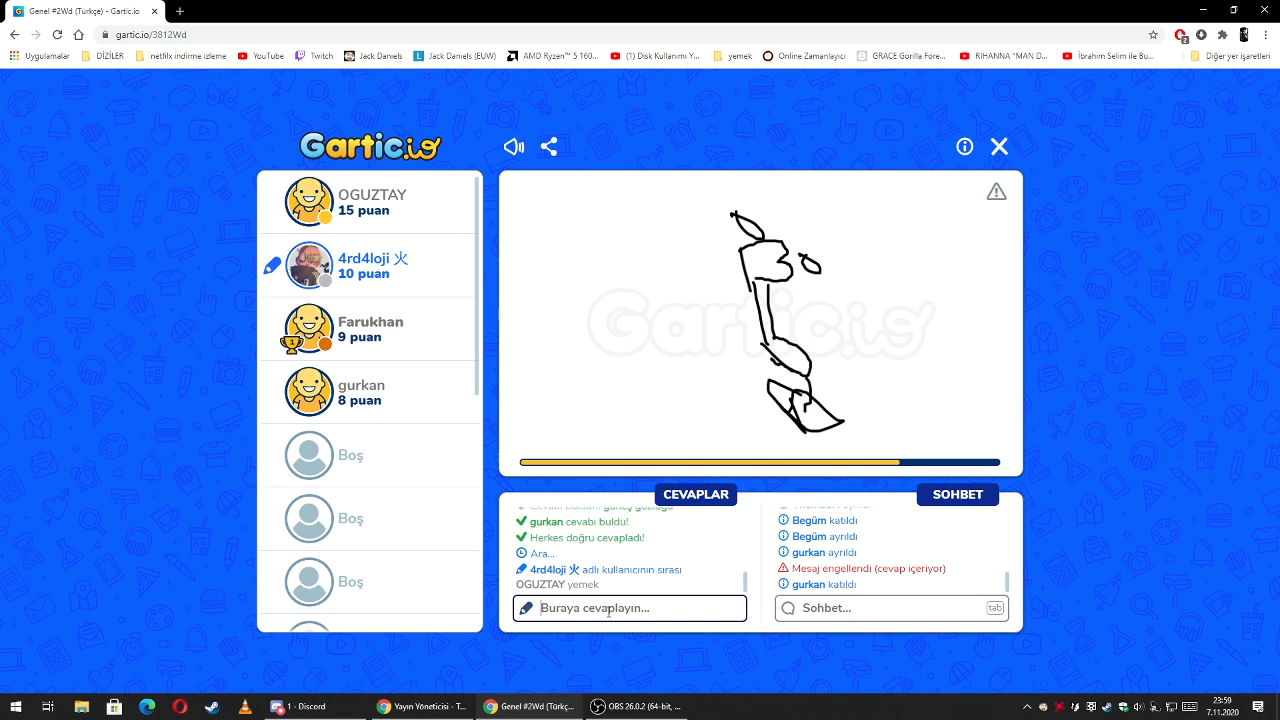 Genel #2Wd (Türkçe) - Gartic.io
gartic.io/3812Wd
2
Uygulamalar DİZİLER netflix indirme izleme YouTube Twitch Jack Daniels Jack Daniels (EUW) AMD Ryzen™ 5 160... (1) Disk Kullanımı Y... yemek Online Zamanlayıcı GRACE Gorilla Fore... RIHANNA “MAN D... İbrahim Selim ile Bu... Diğer yer işaretleri
Gartic.io
OGUZTAY
15 puan
4rd4loji 火
10 puan
1
Farukhan
9 puan
gurkan
8 puan
Boş
Boş
Boş
Gartic.io
CEVAPLAR
gurkan cevabı buldu!
Herkes doğru cevapladı!
Ara...
4rd4loji 火 adlı kullanıcının sırası
OGUZTAY yemek
Buraya cevaplayın...
SOHBET
Begüm katıldı
Begüm ayrıldı
gurkan ayrıldı
Mesaj engellendi (cevap içeriyor)
gurkan katıldı
Sohbet... tab
1 - Discord Yayın Yöneticisi - T... Genel #2Wd (Türkç... OBS 26.0.2 (64-bit, ...
23:59
7.11.2020